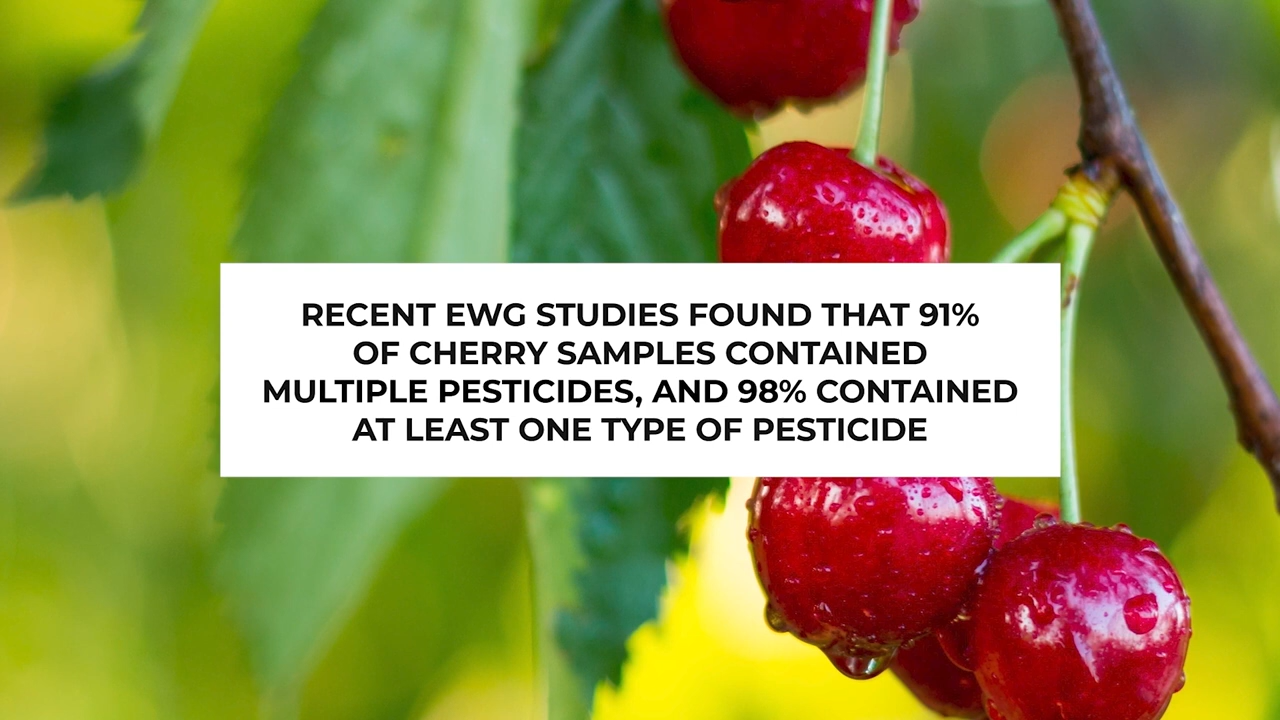 RECENT EWG STUDIES FOUND THAT 91%
OF CHERRY SAMPLES CONTAINED
MULTIPLE PESTICIDES, AND 98% CONTAINED
AT LEAST ONE TYPE OF PESTICIDE